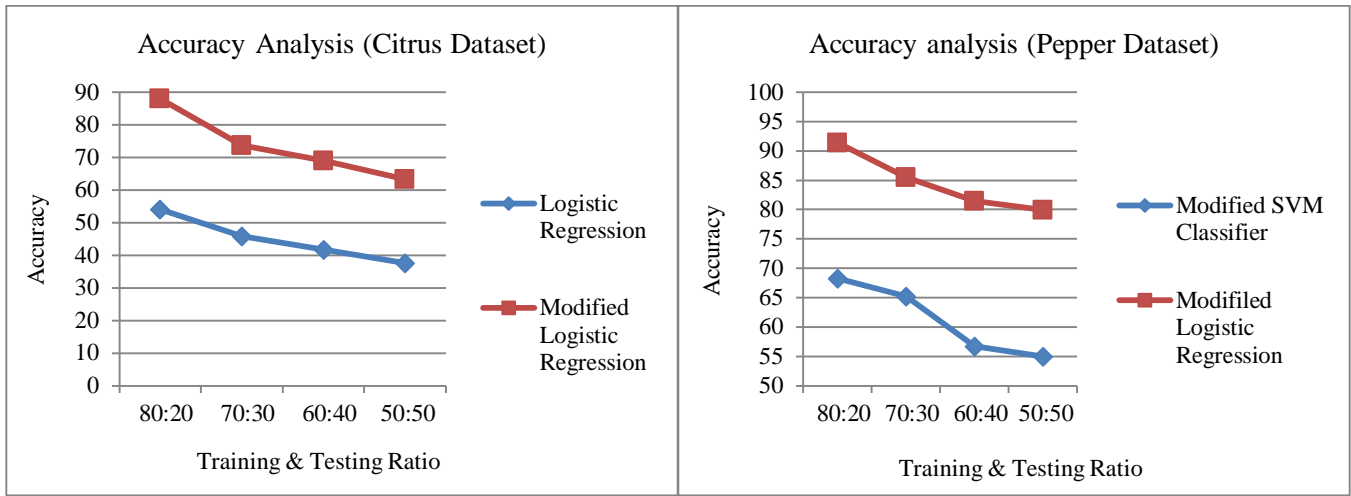 Accuracy Analysis (Citrus Dataset)
90
80
70
60
50
40
30
20
10
0
Accuracy
80:20 70:30 60:40 50:50
Training & Testing Ratio
Logistic
Regression
Modified
Logistic
Regression
Accuracy analysis (Pepper Dataset)
100
95
90
85
80
75
70
65
60
55
50
Accuracy
80:20 70:30 60:40 50:50
Training & Testing Ratio
Modified SVM
Classifier
Modifiled
Logistic
Regression